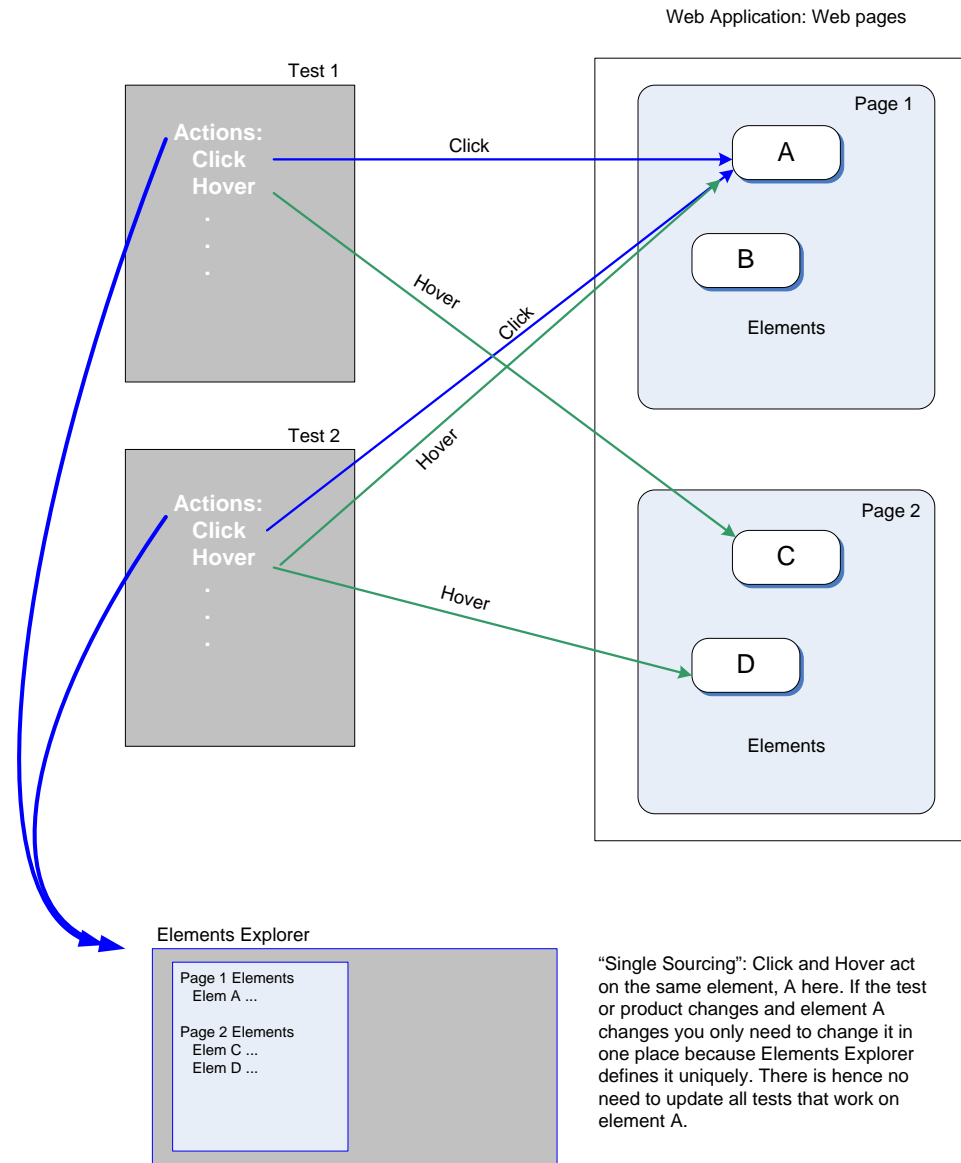 Web Application: Web pages
Test 1
Actions:
Click
Hover
.
.
.
Click
Hover
Page 1
A
B
Elements
Click
Hover
Test 2
Actions:
Click
Hover
.
.
.
Hover
Page 2
C
D
Elements
Elements Explorer
Page 1 Elements
Elem A ...
Page 2 Elements
Elem C ...
Elem D ...
“Single Sourcing”: Click and Hover act
on the same element, A here. If the test
or product changes and element A
changes you only need to change it in
one place because Elements Explorer
defines it uniquely. There is hence no
need to update all tests that work on
element A.